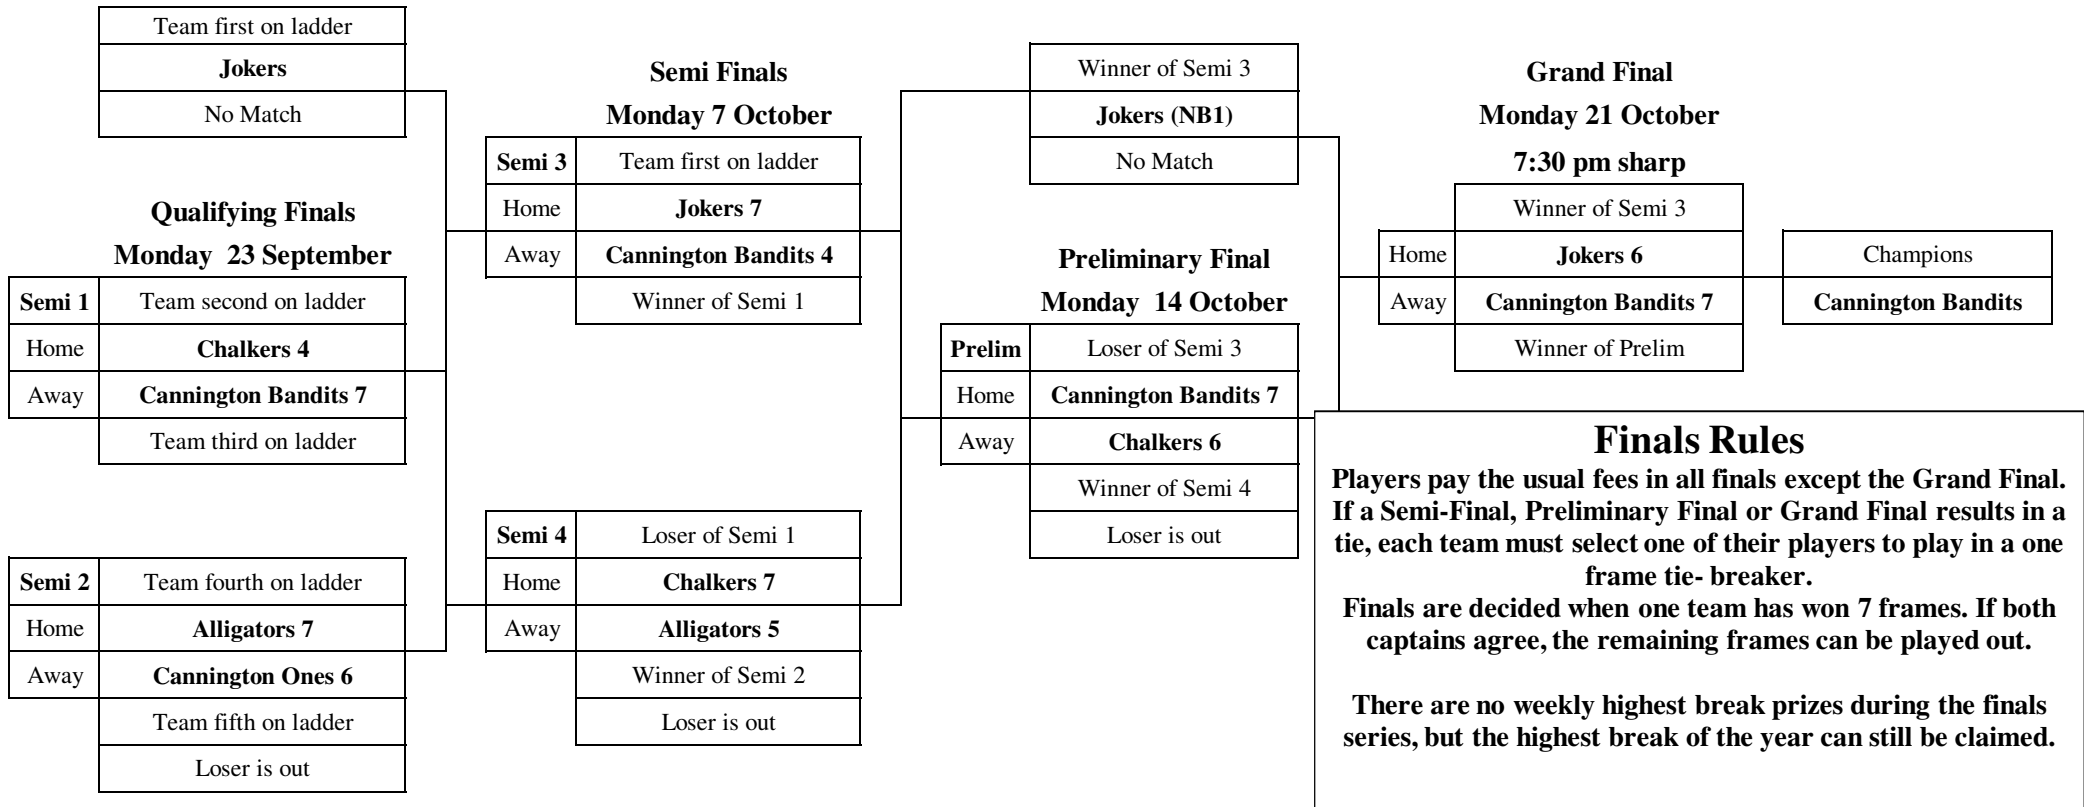 Team first on ladder
Jokers
No Match
Qualifying Finals
Monday 23 September
Semi 1 Team second on ladder
Home Chalkers 4
Away Cannington Bandits 7
Team third on ladder
Semi 2 Team fourth on ladder
Home Alligators 7
Away Cannington Ones 6
Team fifth on ladder
Loser is out
Semi Finals
Monday 7 October
Semi 3 Team first on ladder
Home Jokers 7
Away Cannington Bandits 4
Winner of Semi 1
Semi 4 Loser of Semi 1
Home Chalkers 7
Away Alligators 5
Winner of Semi 2
Loser is out
Winner of Semi 3
Jokers (NB1)
No Match
Preliminary Final
Monday 14 October
Prelim Loser of Semi 3
Home Cannington Bandits 7
Away Chalkers 6
Winner of Semi 4
Loser is out
Grand Final
Monday 21 October
7:30 pm sharp
Winner of Semi 3
Home Jokers 6
Away Cannington Bandits 7
Winner of Prelim
Champions
Cannington Bandits
Finals Rules
Players pay the usual fees in all finals except the Grand Final.
If a Semi-Final, Preliminary Final or Grand Final results in a
tie, each team must select one of their players to play in a one
frame tie- breaker.
Finals are decided when one team has won 7 frames. If both
captains agree, the remaining frames can be played out.
There are no weekly highest break prizes during the finals
series, but the highest break of the year can still be claimed.